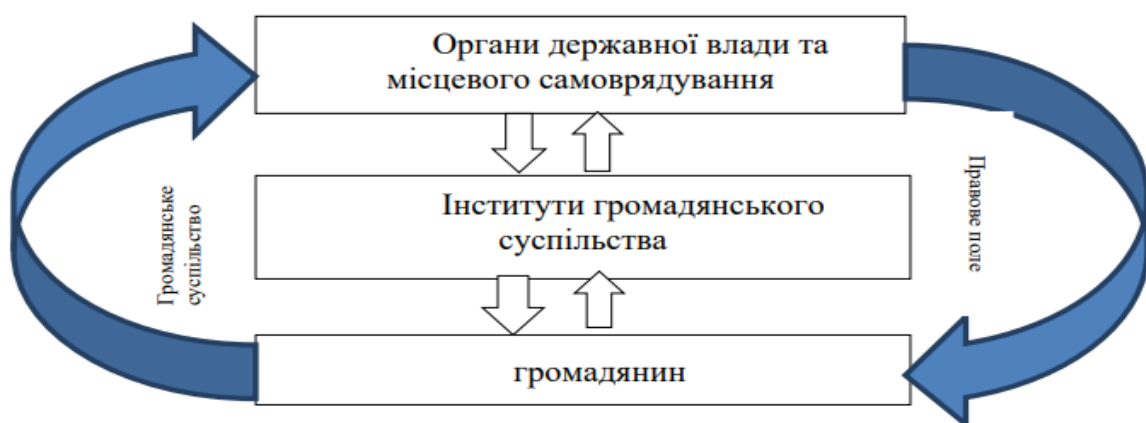 Органи державної влади та
місцевого самоврядування
Громадянське
суспільство
Інститути громадянського
суспільства
Правове поле
громадянин